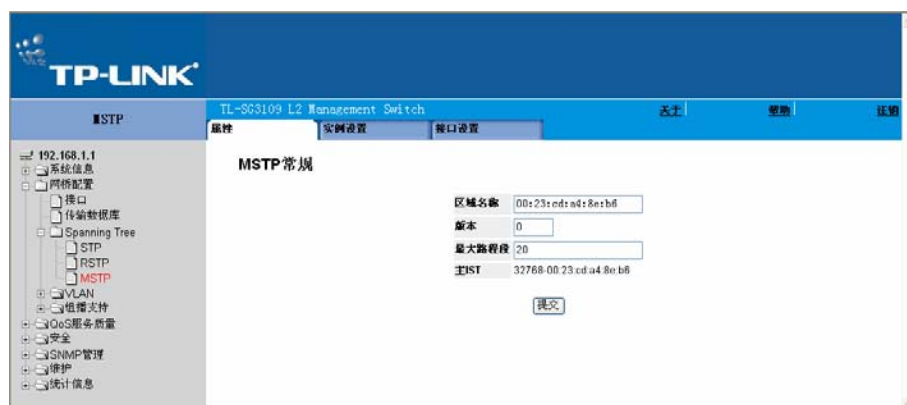 TP-LINK
MSTP
TL-SG3109 L2 Management Switch
关于
帮助
注销
属性
实例设置
接口设置
192.168.1.1
系统信息
网桥配置
接口
传输数据库
Spanning Tree
STP
RSTP
MSTP
VLAN
组播支持
QoS服务质量
安全
SNMP管理
维护
统计信息
MSTP常规
区域名称 00:23:cd:a4:8e:b6
版本 0
最大路程段 20
主IST 32768-00:23:cd:a4:8e:b6
提交